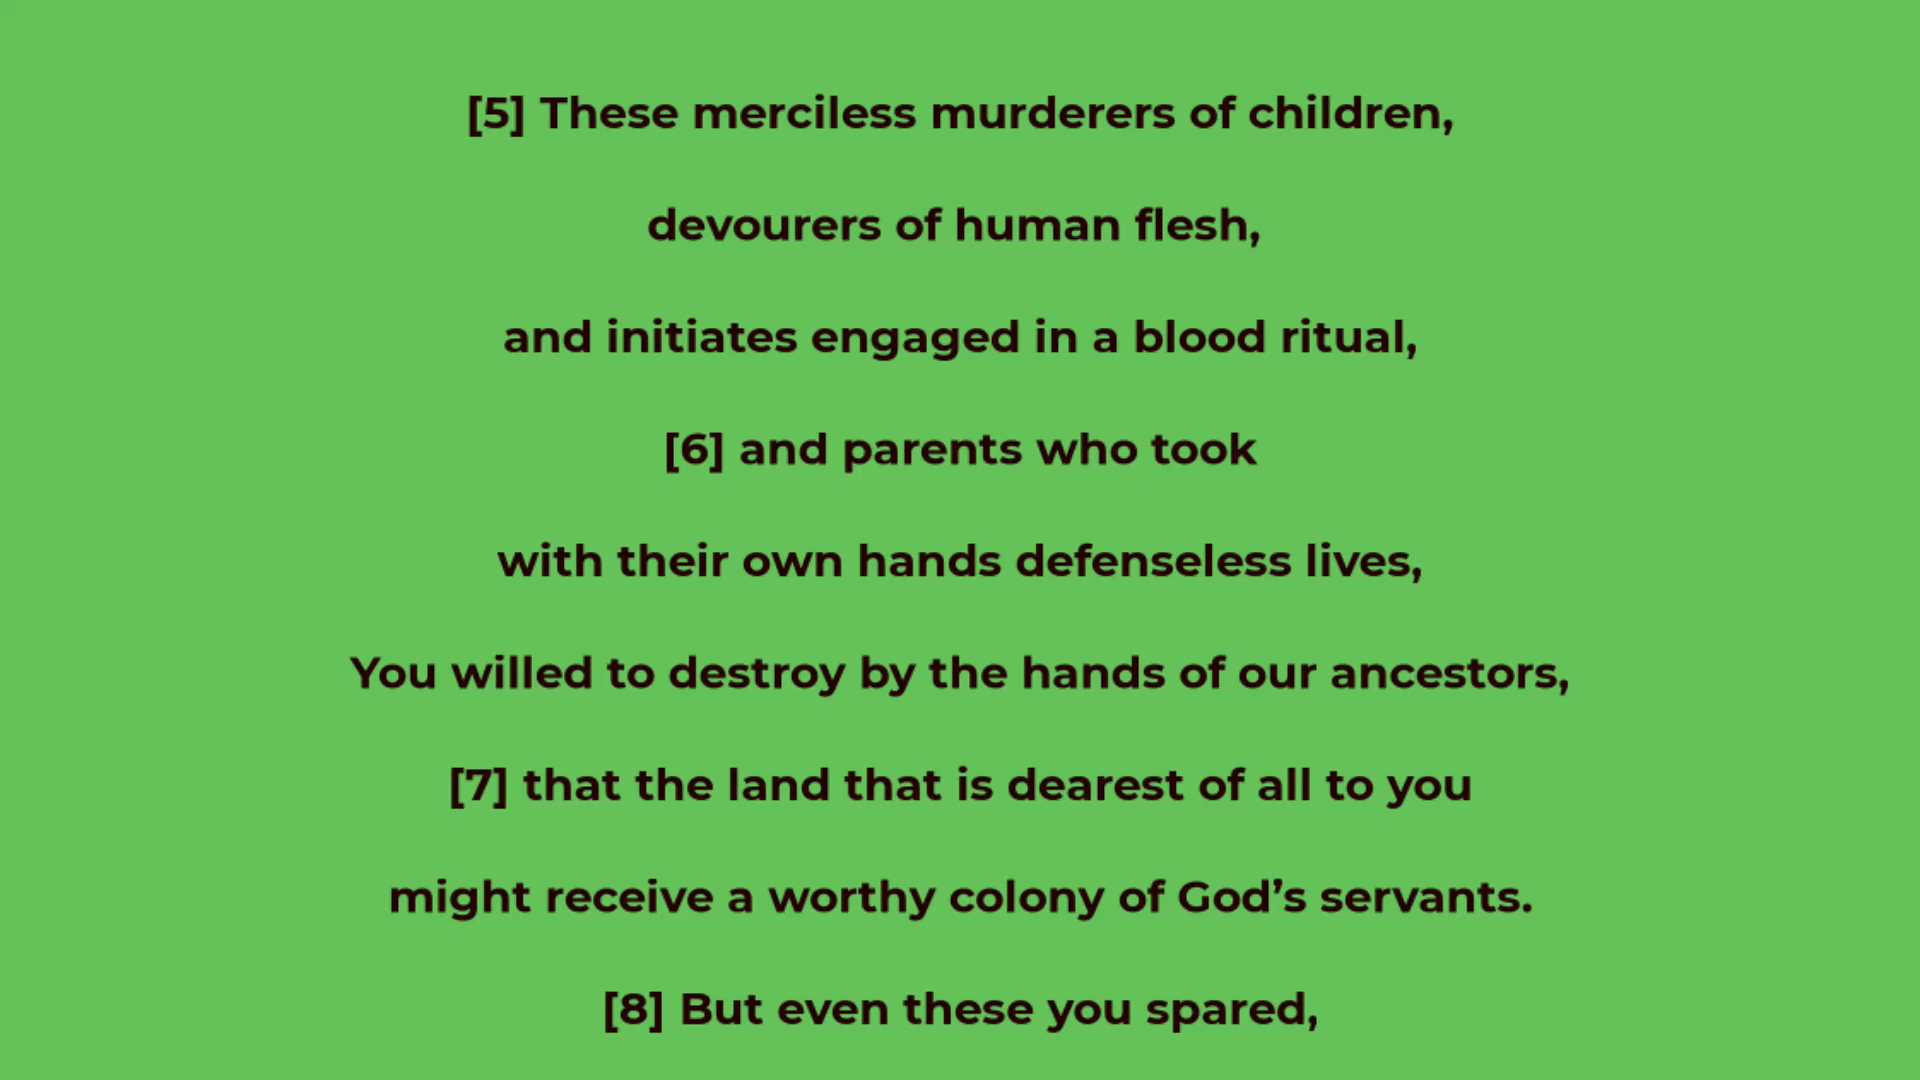 [5] These merciless murderers of children,
devourers of human flesh,
and initiates engaged in a blood ritual,
[6] and parents who took
with their own hands defenseless lives,
You willed to destroy by the hands of our ancestors,
[7] that the land that is dearest of all to you
might receive a worthy colony of God’s servants.
[8] But even these you spared,